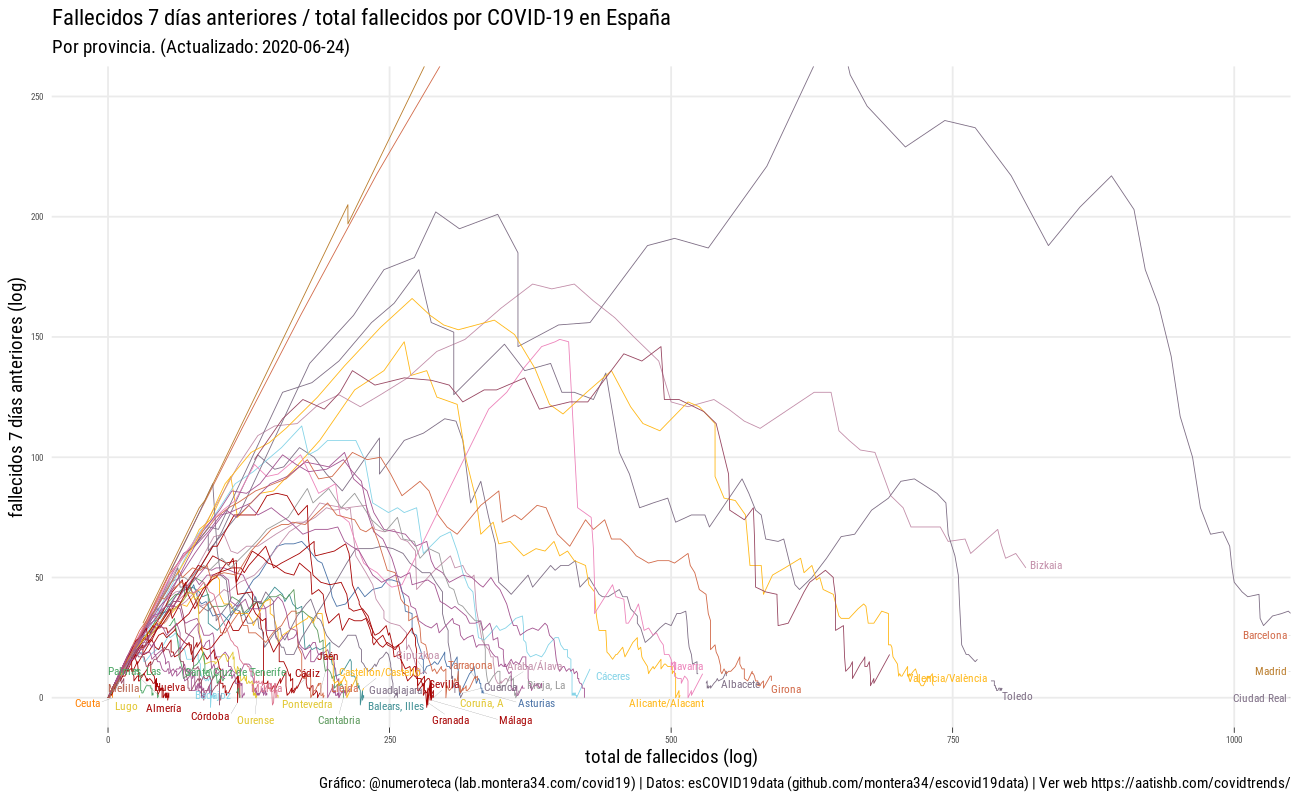 Fallecidos 7 días anteriores / total fallecidos por COVID-19 en España
Por provincia. (Actualizado: 2020-06-24)
fallecidos 7 días anteriores (log)
250
200
150
100
50
0
Bizkaia
Barcelona
Madrid
Ciudad Real
Toledo
Valencia/València
Girona
Albacete
Navarra
Alicante/Alacant
Cáceres
Araba/Álava
Rioja, La
Asturias
Cuenca
Tarragona
Gipuzkoa
Coruña, A
Málaga
Granada
Sevilla
Guadalajara
Balears, Illes
Castellón/Castelló
Jaén
Cádiz
Cantabria
Pontevedra
Santa Cruz de Tenerife
Ourense
Córdoba
Huelva
Almería
Lugo
Melilla
Ceuta
0
250
500
750
1000
total de fallecidos (log)
Gráfico: @numeroteca (lab.montera34.com/covid19) | Datos: esCOVID19data (github.com/montera34/escovid19data) | Ver web https://aatishb.com/covidtrends/